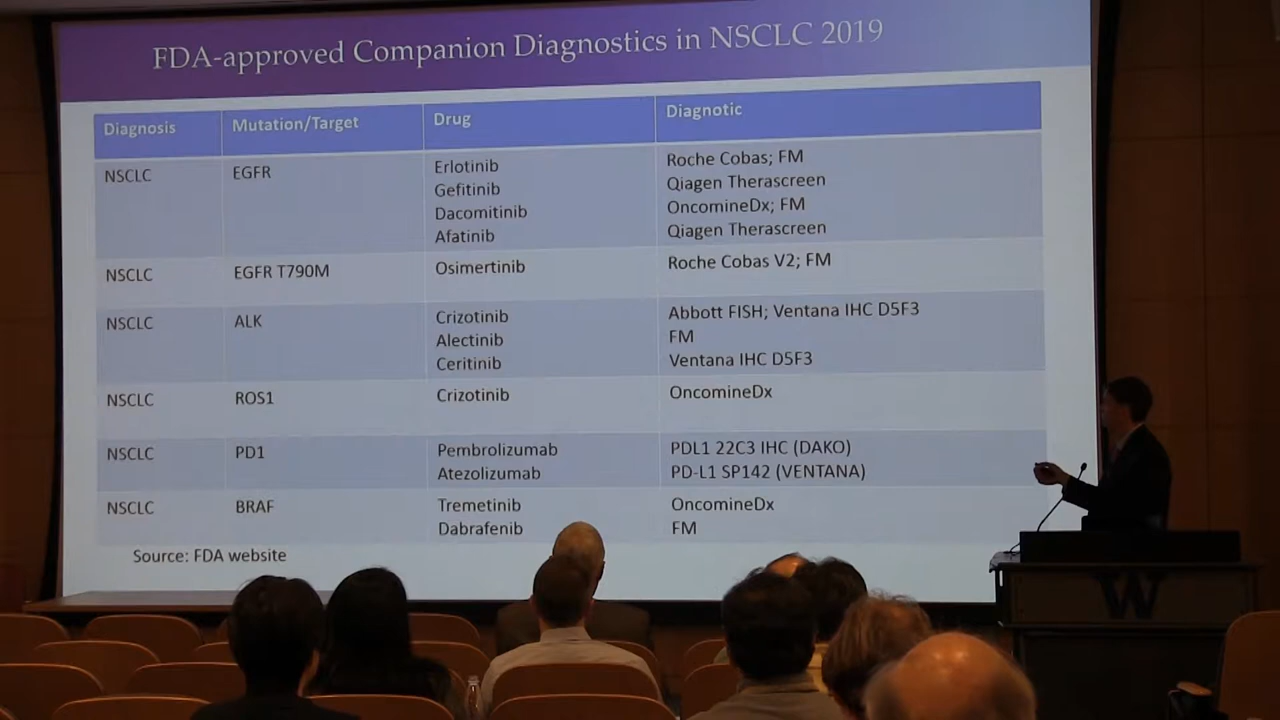 FDA-approved Companion Diagnostics in NSCLC 2019
Diagnosis Mutation/Target Drug Diagnotic
NSCLC EGFR Erlotinib Roche Cobas; FM
Gefitinib Qiagen Therascreen
Dacomitinib OncomineDx; FM
Afatinib Qiagen Therascreen
NSCLC EGFR T790M Osimertinib Roche Cobas V2; FM
NSCLC ALK Crizotinib Abbott FISH; Ventana IHC D5F3
Alectinib FM
Ceritinib Ventana IHC D5F3
NSCLC ROS1 Crizotinib OncomineDx
NSCLC PD1 Pembrolizumab PDL1 22C3 IHC (DAKO)
Atezolizumab PD-L1 SP142 (VENTANA)
NSCLC BRAF Tremetinib OncomineDx
Dabrafenib FM
Source: FDA website
W